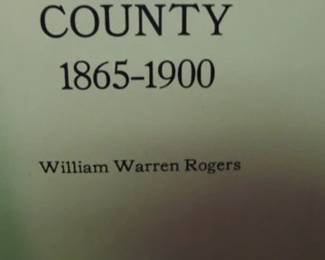 COUNTY
1865-1900
William Warren Rogers